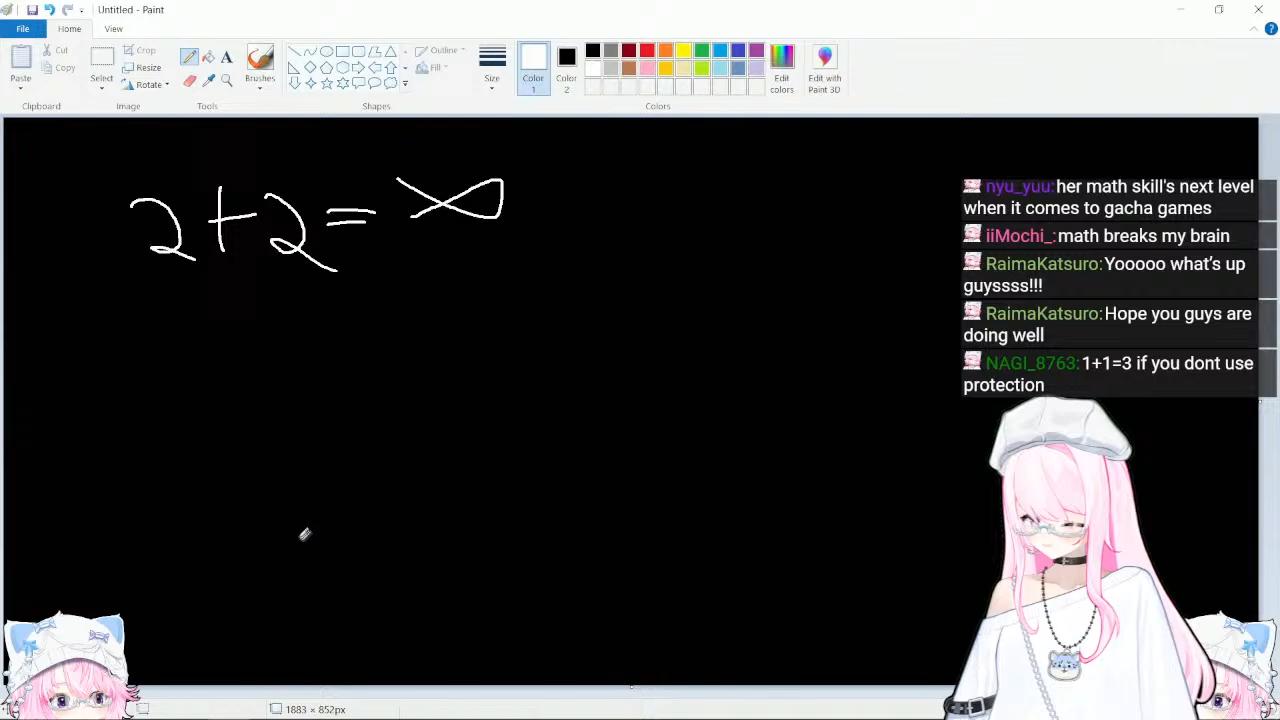 Untitled - Paint
File
Home
View
Paste
Cut
Copy
Clipboard
Select
Crop
Resize
Rotate
Image
Tools
Brushes
Shapes
Outline
Fill
Size
Color 1
Color 2
Colors
Edit colors
Edit with Paint 3D
2+2=
nyu_yuu: her math skill's next level
when it comes to gacha games
iiMochi_: math breaks my brain
RaimaKatsuro: Yooooo what's up
guyssss!!!
RaimaKatsuro: Hope you guys are
doing well
NAGI_8763: 1+1=3 if you dont use
protection
1883 × 852px